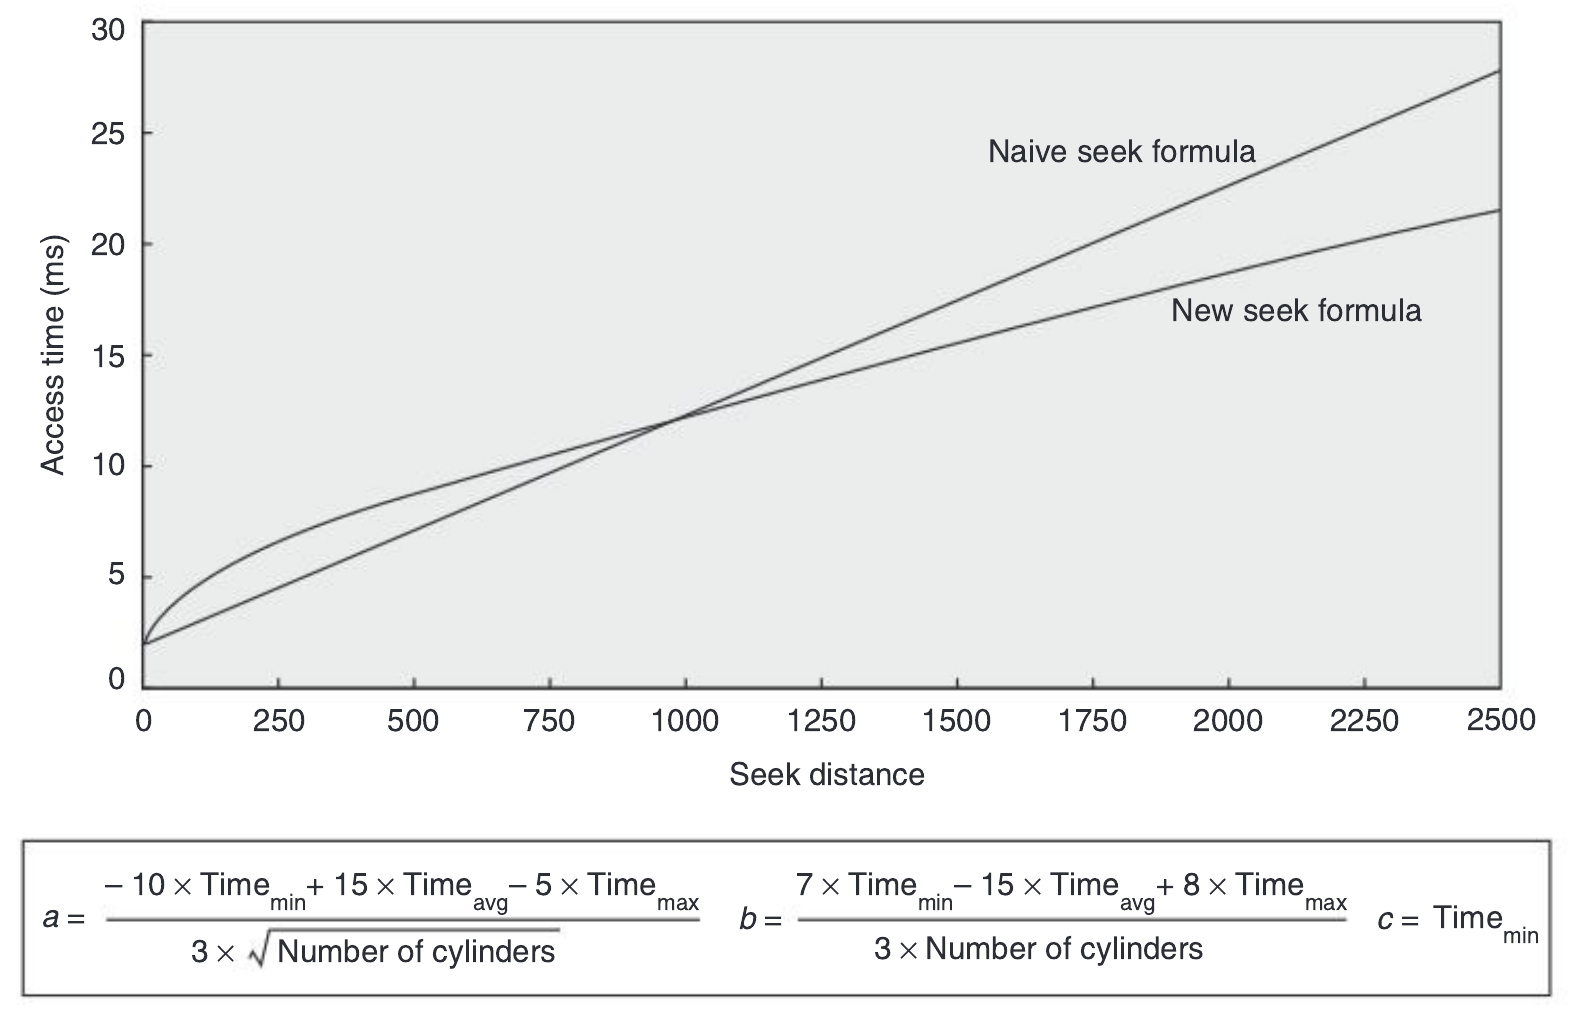 30
25
20
15
10
5
0
Access time (ms)
Naive seek formula
New seek formula
0 250 500 750 1000 1250 1500 1750 2000 2250 2500
Seek distance
a = − 10 × Time_min + 15 × Time_avg − 5 × Time_max / 3 × √Number of cylinders
b = 7 × Time_min − 15 × Time_avg + 8 × Time_max / 3 × Number of cylinders
c = Time_min